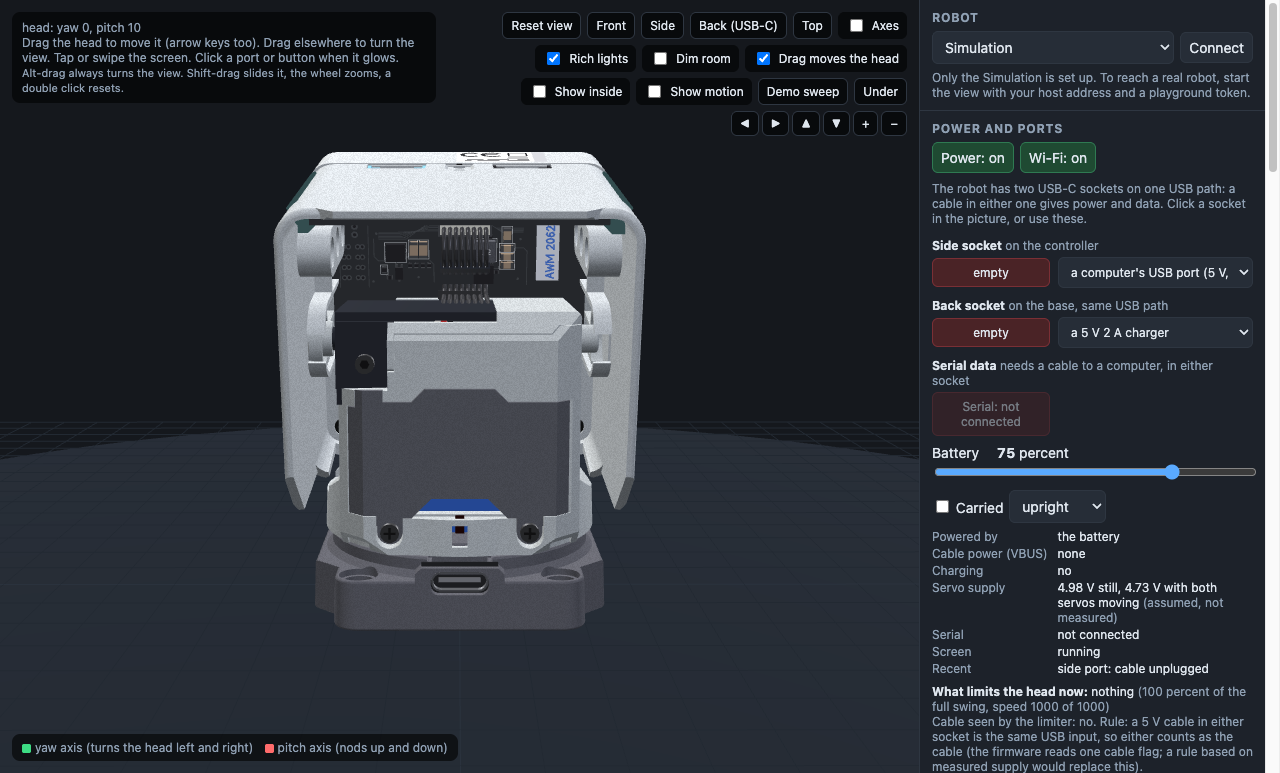 head: yaw 0, pitch 10
Drag the head to move it (arrow keys too). Drag elsewhere to turn the
view. Tap or swipe the screen. Click a port or button when it glows.
Alt-drag always turns the view. Shift-drag slides it, the wheel zooms, a
double click resets.
Reset view Front Side Back (USB-C) Top Axes
Rich lights Dim room Drag moves the head
Show inside Show motion Demo sweep Under
◀ ▶ ▲ ▼ + −
AWM 2062
yaw axis (turns the head left and right) pitch axis (nods up and down)
ROBOT
Simulation Connect
Only the Simulation is set up. To reach a real robot, start
the view with your host address and a playground token.
POWER AND PORTS
Power: on Wi-Fi: on
The robot has two USB-C sockets on one USB path: a
cable in either one gives power and data. Click a socket
in the picture, or use these.
Side socket on the controller
empty a computer's USB port (5 V,
Back socket on the base, same USB path
empty a 5 V 2 A charger
Serial data needs a cable to a computer, in either
socket
Serial: not
connected
Battery 75 percent
Carried upright
Powered by the battery
Cable power (VBUS) none
Charging no
Servo supply 4.98 V still, 4.73 V with both
servos moving (assumed, not
measured)
Serial not connected
Screen running
Recent side port: cable unplugged
What limits the head now: nothing (100 percent of the
full swing, speed 1000 of 1000)
Cable seen by the limiter: no. Rule: a 5 V cable in either
socket is the same USB input, so either counts as the
cable (the firmware reads one cable flag; a rule based on
measured supply would replace this).